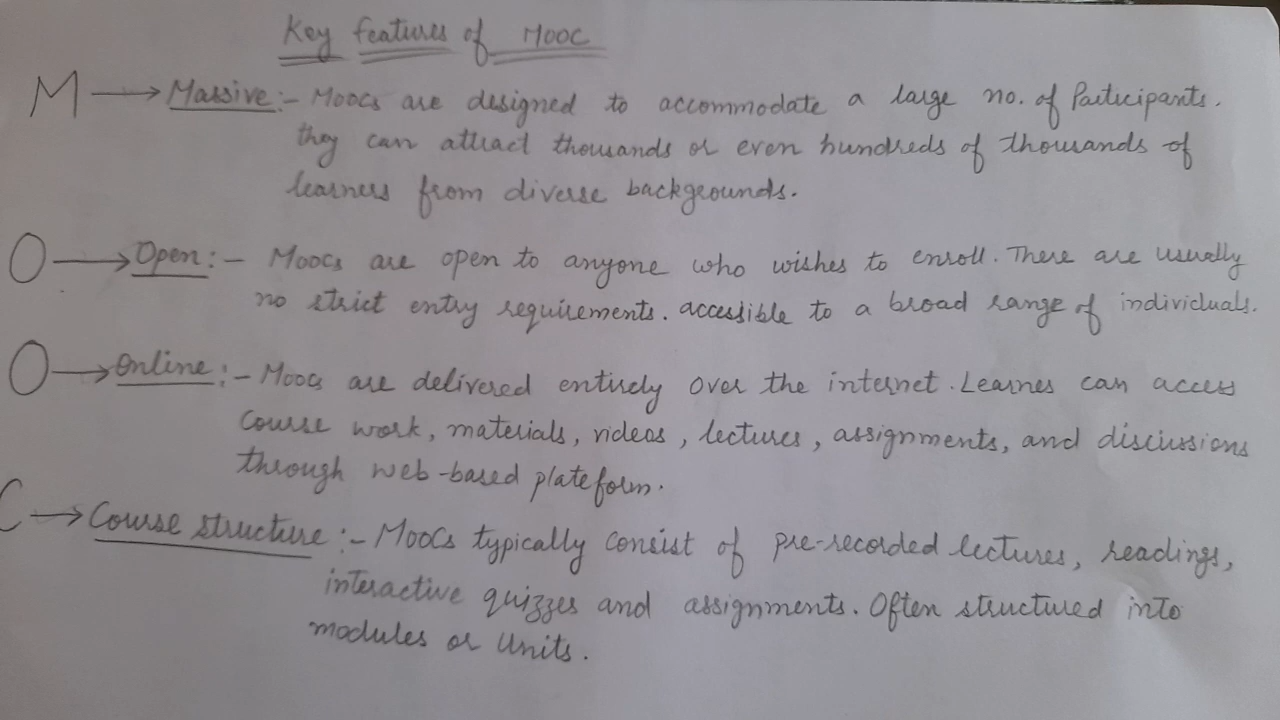 Key features of MOOC
M → Massive :- MOOCs are designed to accommodate a large no. of Participants.
they can attract thousands or even hundreds of thousands of
learners from diverse backgrounds.
O → Open :- MOOCs are open to anyone who wishes to enroll. There are usually
no strict entry requirements. accessible to a broad range of individuals.
O → Online :- MOOCs are delivered entirely over the internet. Learnes can access
course work, materials, videos, lectures, assignments, and discussions
through web-based plateform.
C → Course structure :- MOOCs typically consist of pre-recorded lectures, readings,
interactive quizzes and assignments. Often structured into
modules or units.